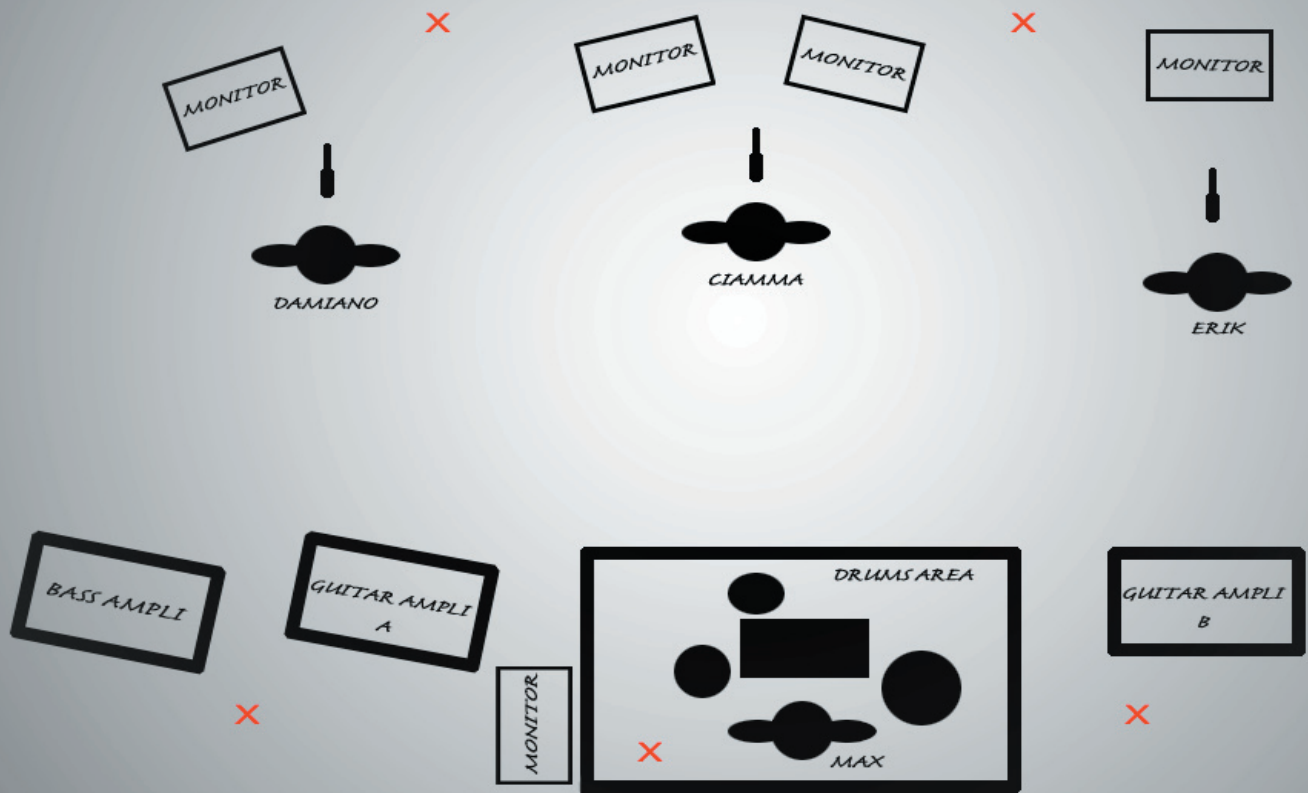 MONITOR
MONITOR
MONITOR
MONITOR
DAMIANO
CIAMMA
ERIK
BASS AMPLI
GUITAR AMPLI
A
MONITOR
DRUMS AREA
MAX
GUITAR AMPLI
B